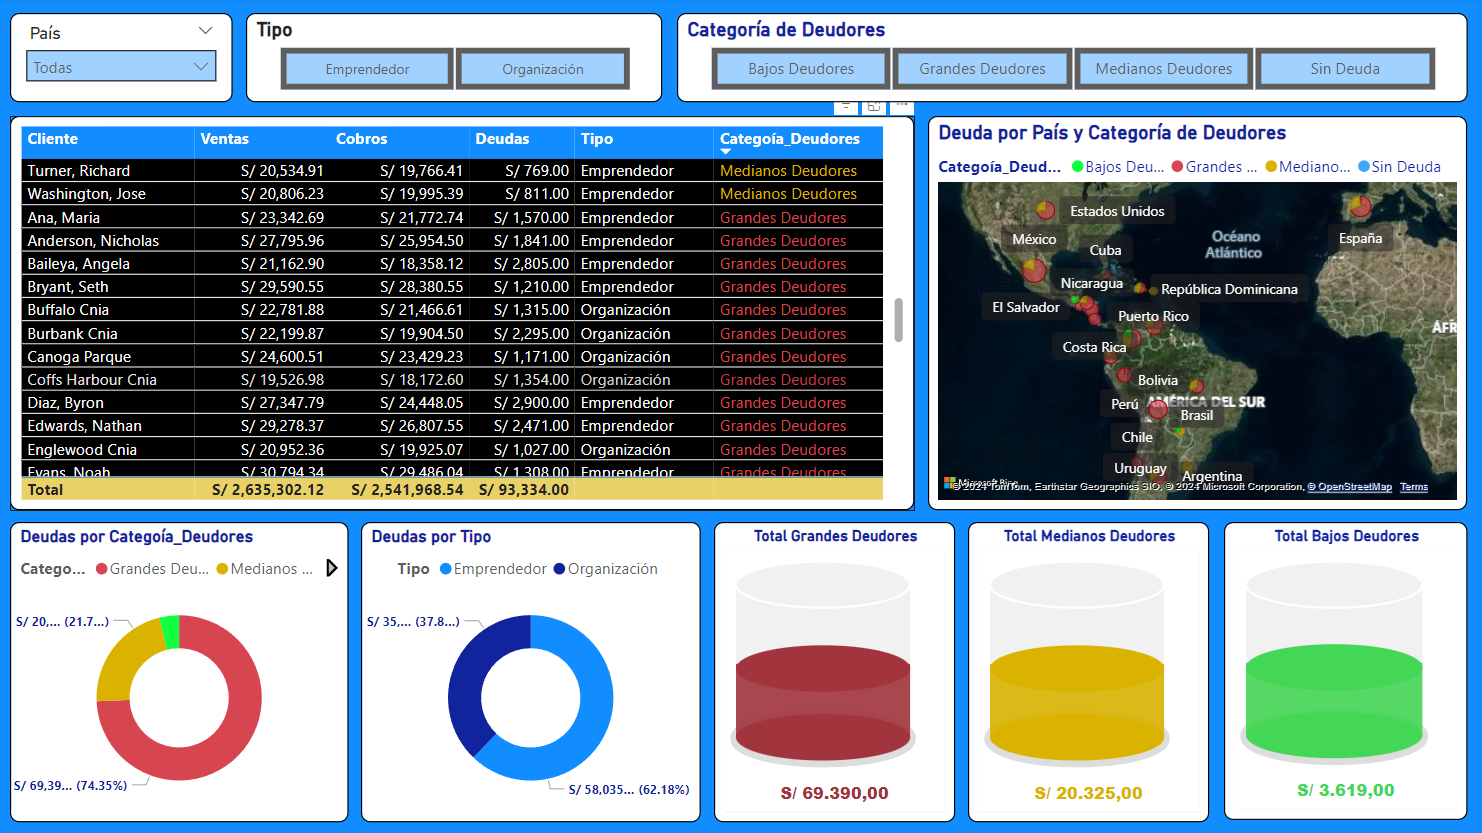 País
Todas
Tipo
Emprendedor Organización
Categoría de Deudores
Bajos Deudores Grandes Deudores Medianos Deudores Sin Deuda
Cliente Ventas Cobros Deudas Tipo Categoía_Deudores
Turner, Richard S/ 20,534.91 S/ 19,766.41 S/ 769.00 Emprendedor Medianos Deudores
Washington, Jose S/ 20,806.23 S/ 19,995.39 S/ 811.00 Emprendedor Medianos Deudores
Ana, Maria S/ 23,342.69 S/ 21,772.74 S/ 1,570.00 Emprendedor Grandes Deudores
Anderson, Nicholas S/ 27,795.96 S/ 25,954.50 S/ 1,841.00 Emprendedor Grandes Deudores
Baileya, Angela S/ 21,162.90 S/ 18,358.12 S/ 2,805.00 Emprendedor Grandes Deudores
Bryant, Seth S/ 29,590.55 S/ 28,380.55 S/ 1,210.00 Emprendedor Grandes Deudores
Buffalo Cnia S/ 22,781.88 S/ 21,466.61 S/ 1,315.00 Organización Grandes Deudores
Burbank Cnia S/ 22,199.87 S/ 19,904.50 S/ 2,295.00 Organización Grandes Deudores
Canoga Parque S/ 24,600.51 S/ 23,429.23 S/ 1,171.00 Organización Grandes Deudores
Coffs Harbour Cnia S/ 19,526.98 S/ 18,172.60 S/ 1,354.00 Organización Grandes Deudores
Diaz, Byron S/ 27,347.79 S/ 24,448.05 S/ 2,900.00 Emprendedor Grandes Deudores
Edwards, Nathan S/ 29,278.37 S/ 26,807.55 S/ 2,471.00 Emprendedor Grandes Deudores
Englewood Cnia S/ 20,952.36 S/ 19,925.07 S/ 1,027.00 Organización Grandes Deudores
Evans, Noah S/ 30,794.34 S/ 29,486.04 S/ 1,308.00 Emprendedor Grandes Deudores
Total S/ 2,635,302.12 S/ 2,541,968.54 S/ 93,334.00
Deuda por País y Categoría de Deudores
Categoía_Deud... Bajos Deu... Grandes ... Mediano... Sin Deuda
Estados Unidos
México
Cuba
Océano
Atlántico
España
Nicaragua
República Dominicana
El Salvador
Puerto Rico
AFR
Costa Rica
Bolivia
Perú
AMÉRICA DEL SUR
Brasil
Chile
Uruguay
Argentina
© 2024 TomTom, Earthstar Geographics SIO, © 2024 Microsoft Corporation, © OpenStreetMap Terms
Deudas por Categoía_Deudores
Catego... Grandes Deu... Medianos ...
S/ 20,... (21.7...)
S/ 69,39... (74.35%)
Deudas por Tipo
Tipo Emprendedor Organización
S/ 35,... (37.8...)
S/ 58,035... (62.18%)
Total Grandes Deudores
S/ 69.390,00
Total Medianos Deudores
S/ 20.325,00
Total Bajos Deudores
S/ 3.619,00